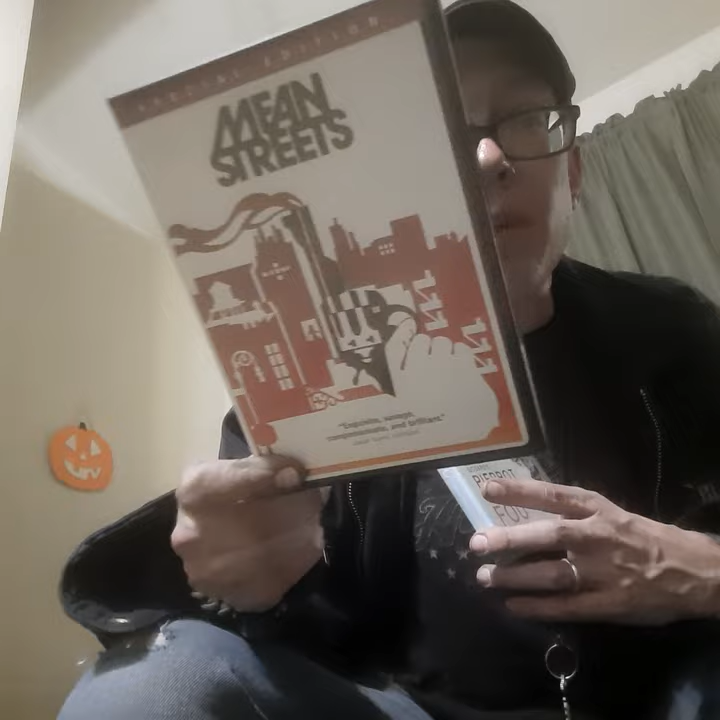 SPECIAL EDITION
MEAN
STREETS
"Exquisite, savage,
compassionate, and brilliant."
PIERROT
FOU